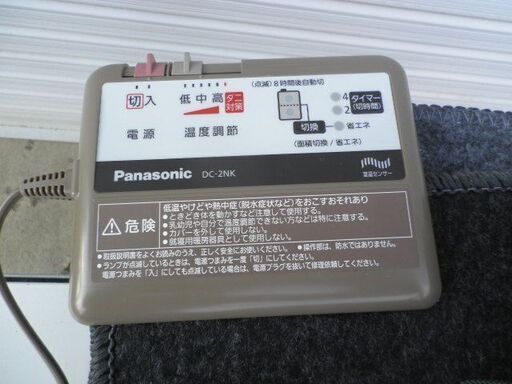 (点滅) 8時間後自動切
切 入 低 中 高 ダニ対策
4 タイマー
2 (切時間)
電源 温度調節 切換 省エネ
(面積切換/省エネ)
Panasonic DC-2NK
室温センサー
危険
低温やけどや熱中症(脱水症状など)をおこすおそれあり
●ときどき体を動かすなど注意して使用する。
●乳幼児や自分で温度調節できない方などは特に注意する。
●カバーを外して使用しない。
●就寝用暖房器具として使用しない。
●取扱説明書をよくお読みのうえ、正しく安全にお使いください。 ●操作部は、防水ではありません。
●ランプが点滅しているときは、電源つまみを一度「切」にしてください。
電源つまみを「入」にしても点滅している場合は、電源プラグを抜いて修理依頼してください。